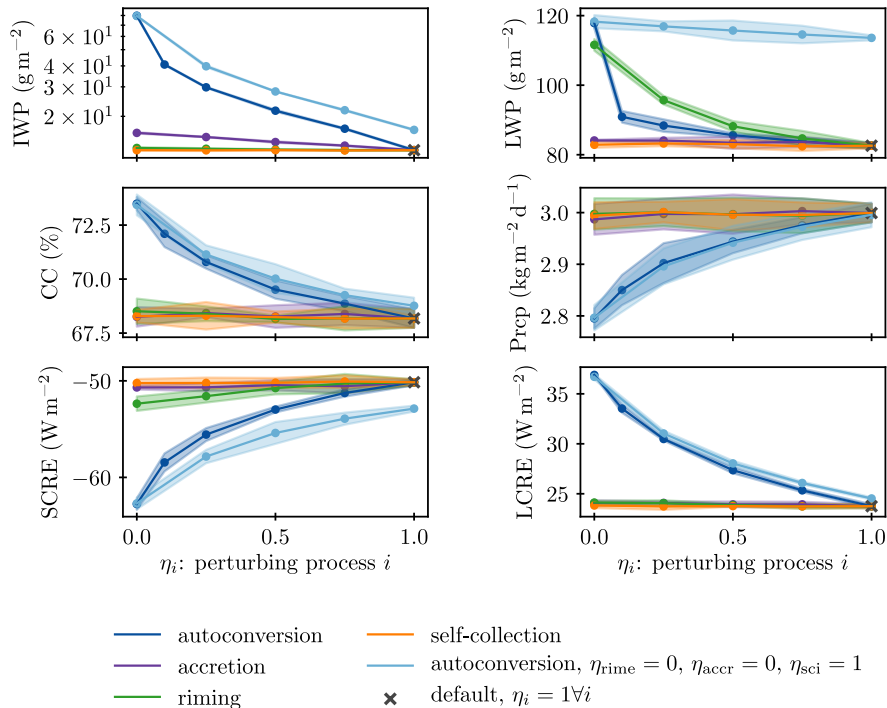 6 × 10¹
4 × 10¹
3 × 10¹
2 × 10¹
IWP (g m⁻²)
120
100
80
LWP (g m⁻²)
72.5
70.0
67.5
CC (%)
3.0
2.9
2.8
Prcp (kg m⁻² d⁻¹)
−50
−60
SCRE (W m⁻²)
0.0 0.5 1.0
ηᵢ: perturbing process i
35
30
25
LCRE (W m⁻²)
0.0 0.5 1.0
ηᵢ: perturbing process i
autoconversion
accretion
riming
self-collection
autoconversion, η_rime = 0, η_accr = 0, η_sci = 1
default, ηᵢ = 1∀i